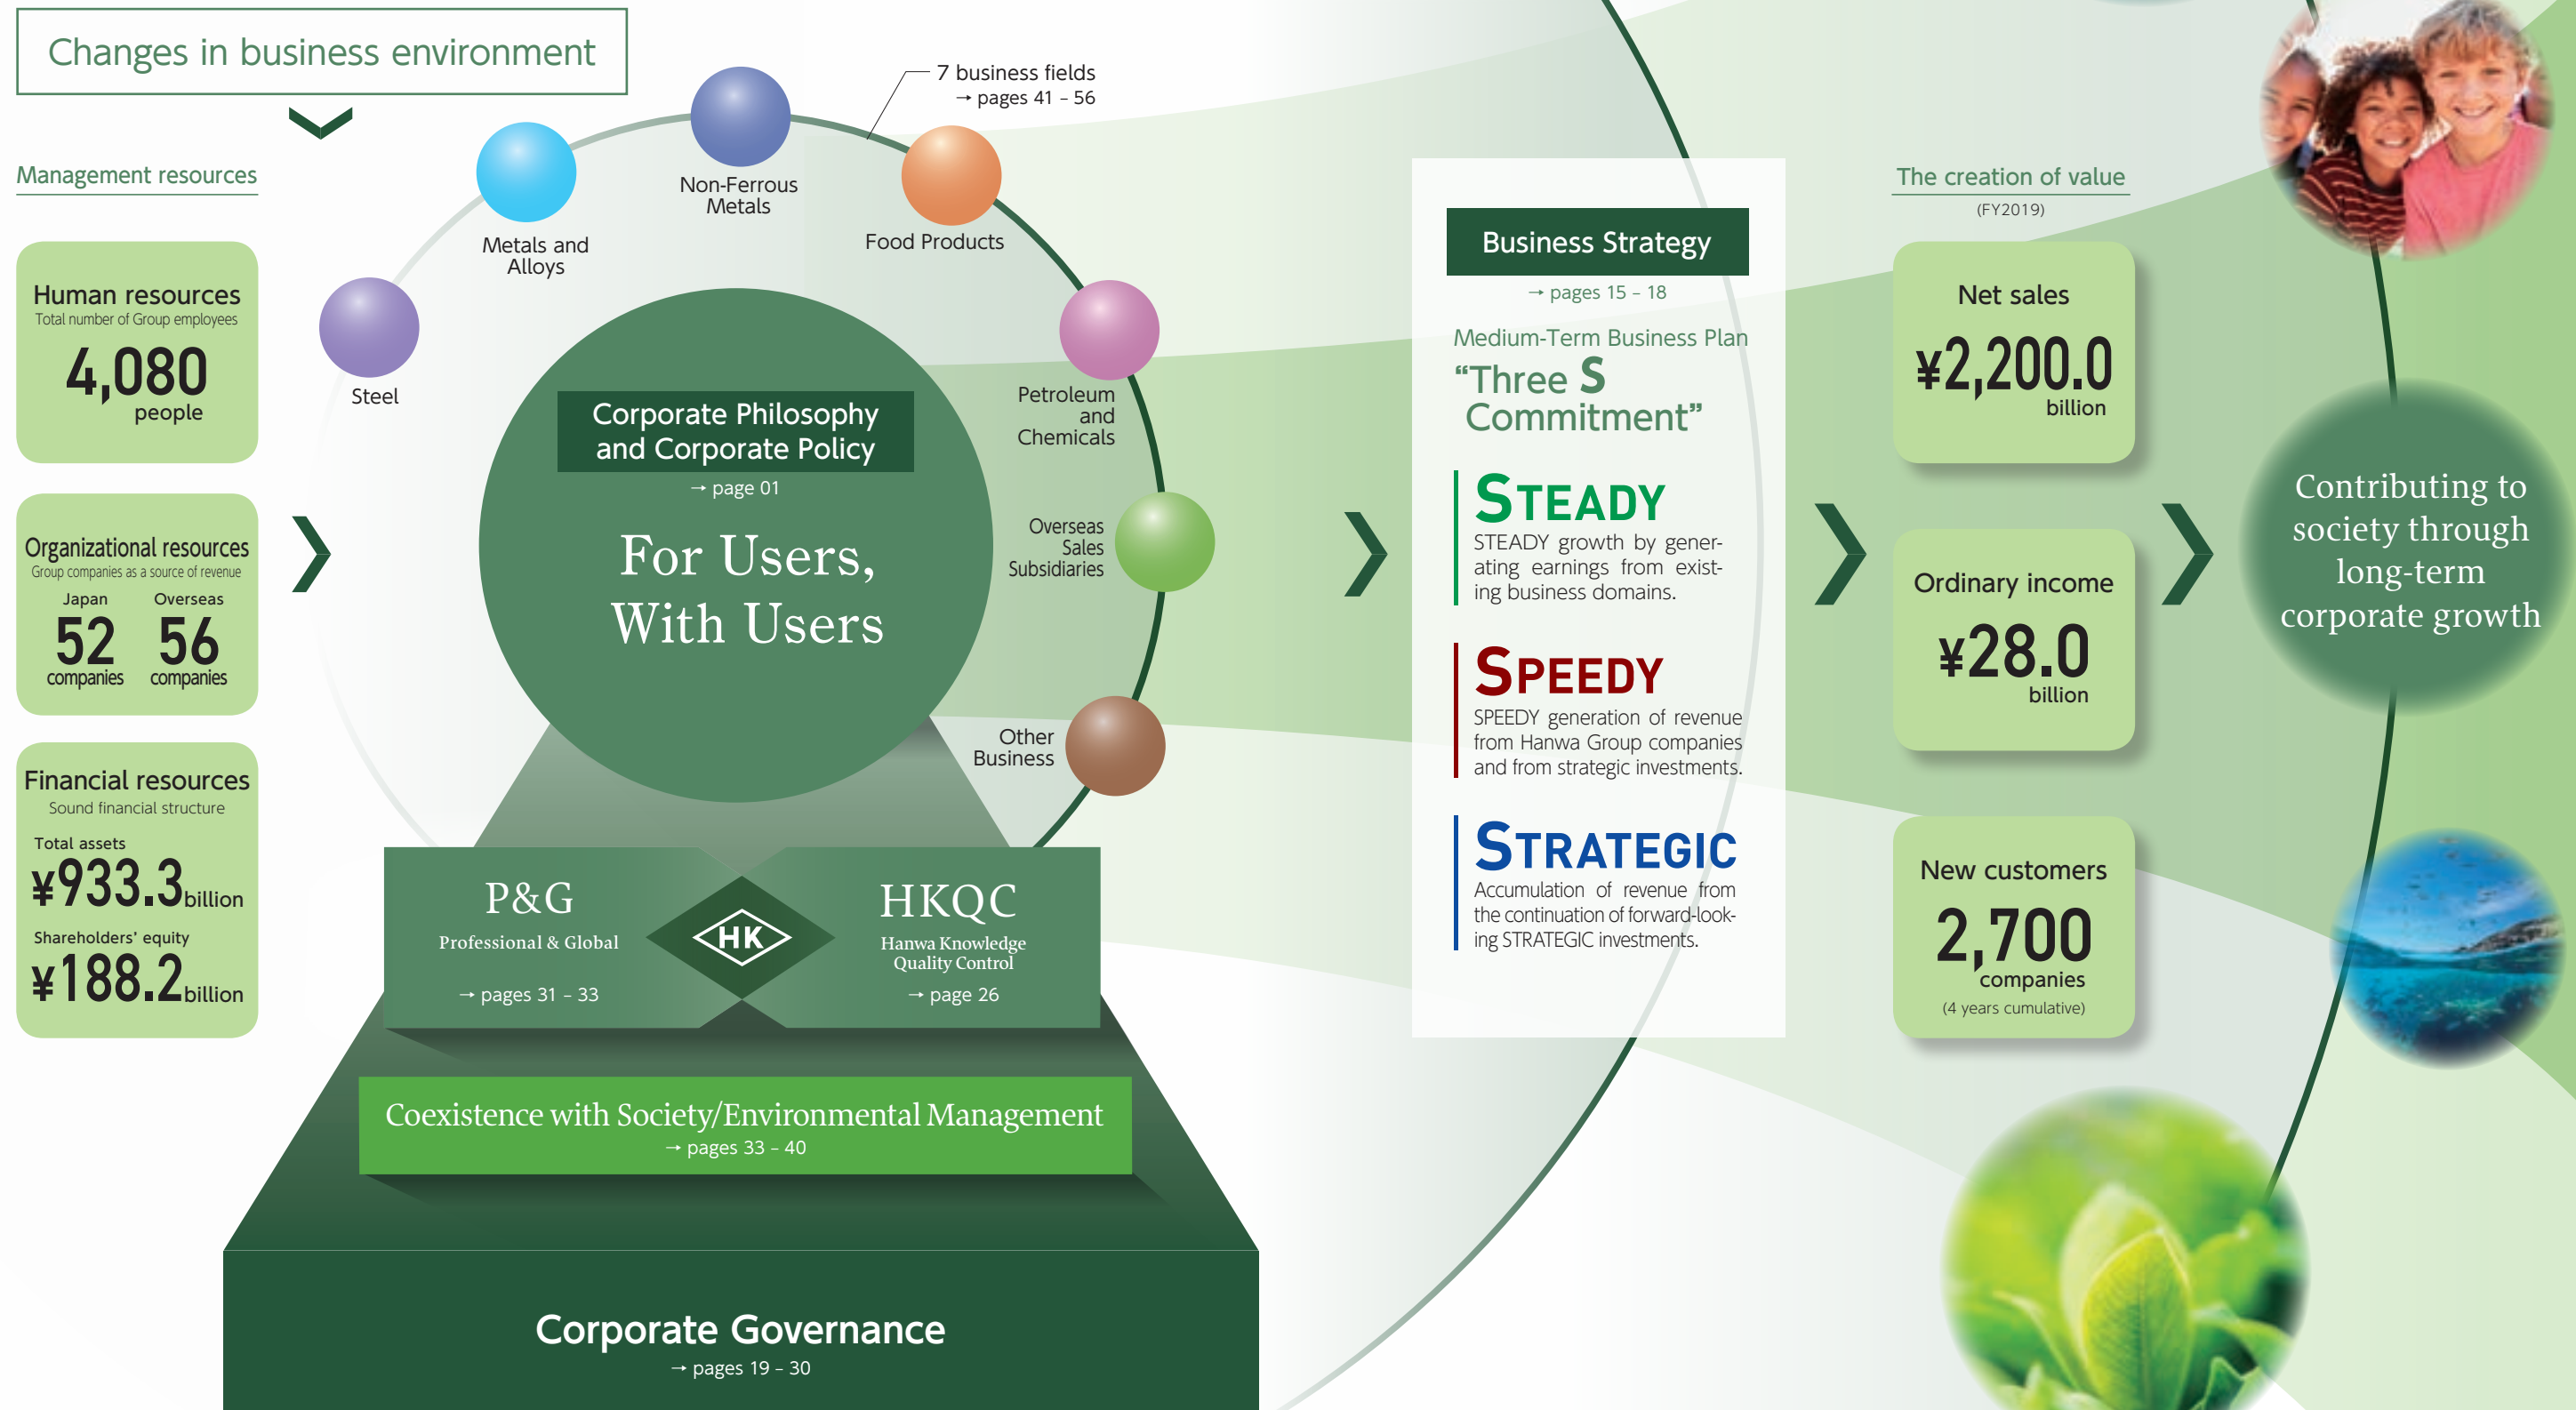 Changes in business environment
Management resources
Human resources
Total number of Group employees
4,080
people
Organizational resources
Group companies as a source of revenue
Japan Overseas
52 56
companies companies
Financial resources
Sound financial structure
Total assets
¥933.3 billion
Shareholders' equity
¥188.2 billion
7 business fields
→ pages 41 – 56
Steel
Metals and
Alloys
Non-Ferrous
Metals
Food Products
Petroleum
and
Chemicals
Overseas
Sales
Subsidiaries
Other
Business
Corporate Philosophy
and Corporate Policy
→ page 01
For Users,
With Users
P&G
Professional & Global
→ pages 31 – 33
HK
HKQC
Hanwa Knowledge
Quality Control
→ page 26
Coexistence with Society/Environmental Management
→ pages 33 – 40
Corporate Governance
→ pages 19 – 30
Business Strategy
→ pages 15 – 18
Medium-Term Business Plan
“Three S
Commitment”
STEADY
STEADY growth by gener-
ating earnings from exist-
ing business domains.
SPEEDY
SPEEDY generation of revenue
from Hanwa Group companies
and from strategic investments.
STRATEGIC
Accumulation of revenue from
the continuation of forward-look-
ing STRATEGIC investments.
The creation of value
(FY2019)
Net sales
¥2,200.0
billion
Ordinary income
¥28.0
billion
New customers
2,700
companies
(4 years cumulative)
Contributing to
society through
long-term
corporate growth